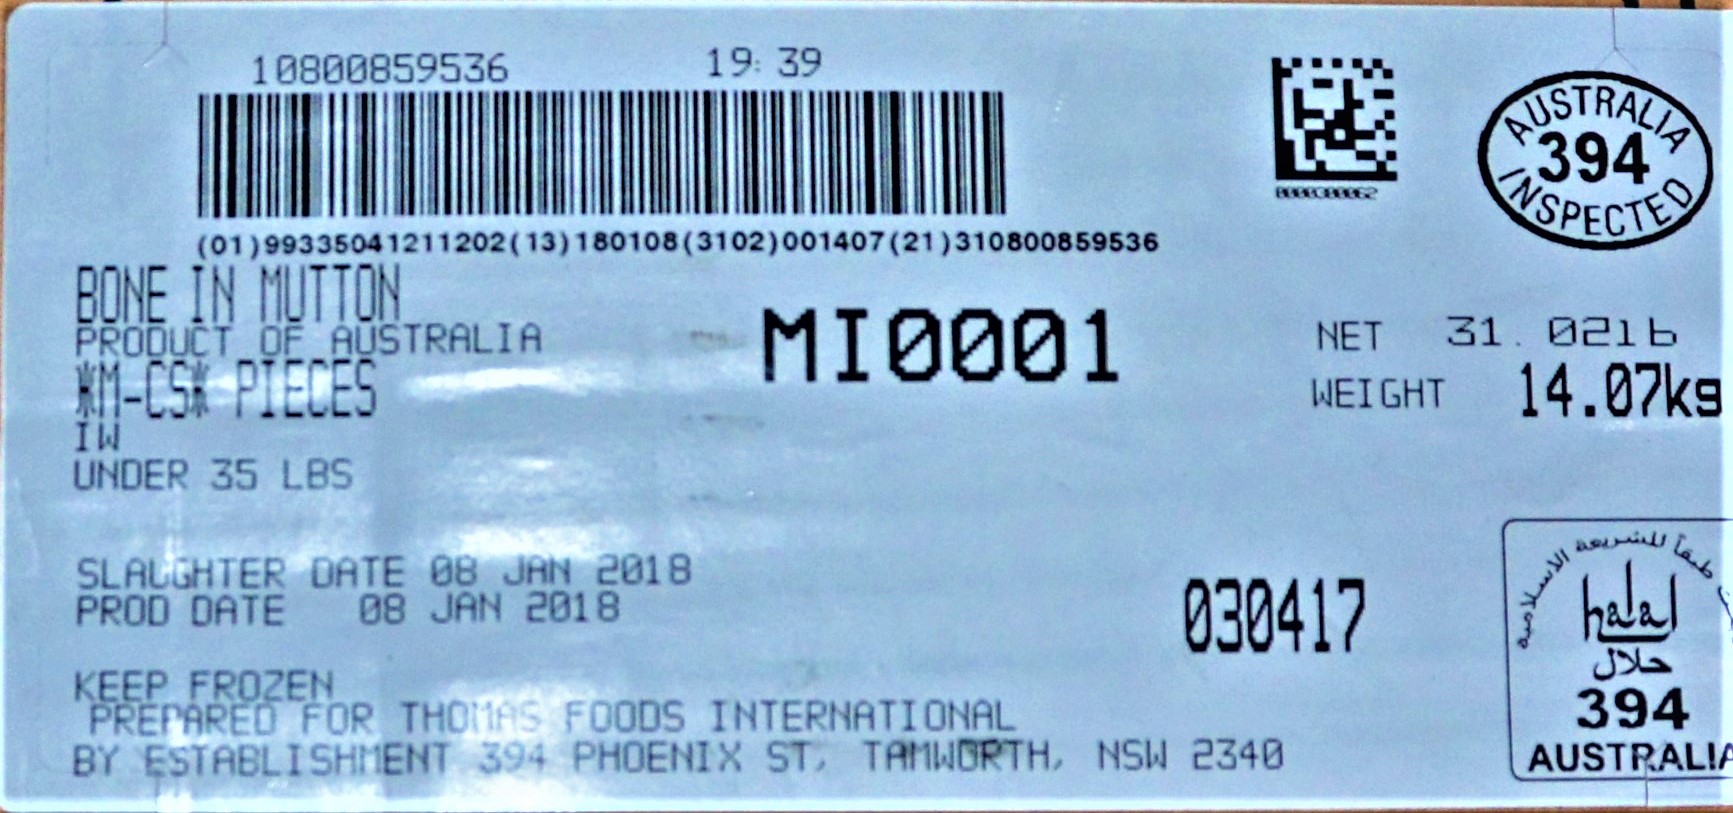 10800859536 19:39
(01)99335041211202(13)180108(3102)001407(21)310800859536
AUSTRALIA
394
INSPECTED
BONE IN MUTTON
PRODUCT OF AUSTRALIA
*M-CS* PIECES
IW
UNDER 35 LBS
MI0001
NET 31.02lb
WEIGHT 14.07kg
SLAUGHTER DATE 08 JAN 2018
PROD DATE 08 JAN 2018
030417
KEEP FROZEN
PREPARED FOR THOMAS FOODS INTERNATIONAL
BY ESTABLISHMENT 394 PHOENIX ST, TAMWORTH, NSW 2340
طبقاً للشريعة الاسلامية
halal
حلال
394
AUSTRALIA